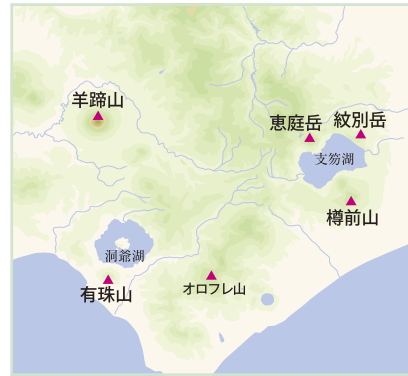 羊蹄山
恵庭岳
紋別岳
支笏湖
樽前山
洞爺湖
有珠山
オロフレ山